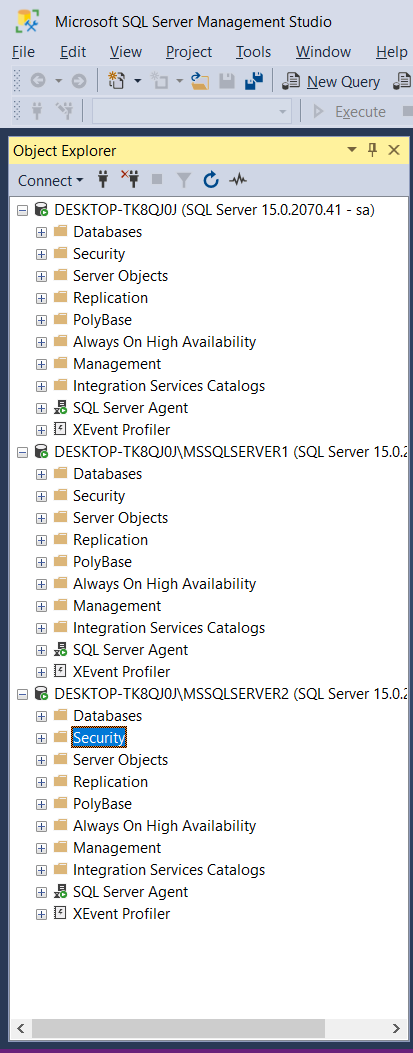 Microsoft SQL Server Management Studio
File Edit View Project Tools Window Help
New Query
Execute
Object Explorer
Connect
DESKTOP-TK8QJ0J (SQL Server 15.0.2070.41 - sa)
Databases
Security
Server Objects
Replication
PolyBase
Always On High Availability
Management
Integration Services Catalogs
SQL Server Agent
XEvent Profiler
DESKTOP-TK8QJ0J\MSSQLSERVER1 (SQL Server 15.0.2
Databases
Security
Server Objects
Replication
PolyBase
Always On High Availability
Management
Integration Services Catalogs
SQL Server Agent
XEvent Profiler
DESKTOP-TK8QJ0J\MSSQLSERVER2 (SQL Server 15.0.2
Databases
Security
Server Objects
Replication
PolyBase
Always On High Availability
Management
Integration Services Catalogs
SQL Server Agent
XEvent Profiler